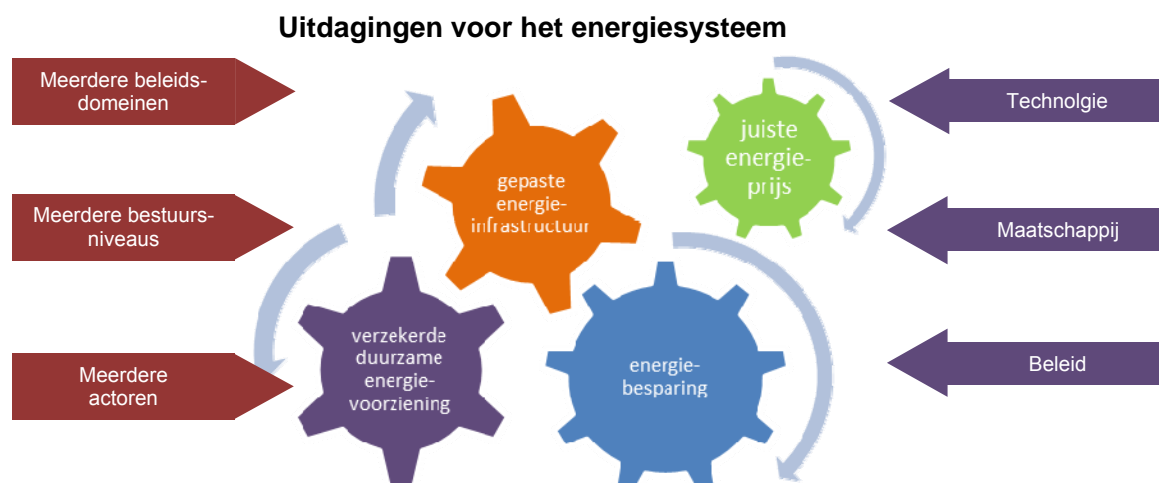 Uitdagingen voor het energiesysteem
Meerdere beleids-
domeinen
Meerdere bestuurs-
niveaus
Meerdere
actoren
gepaste
energie-
infrastructuur
juiste
energie-
prijs
verzekerde
duurzame
energie-
voorziening
energie-
besparing
Technolgie
Maatschappij
Beleid